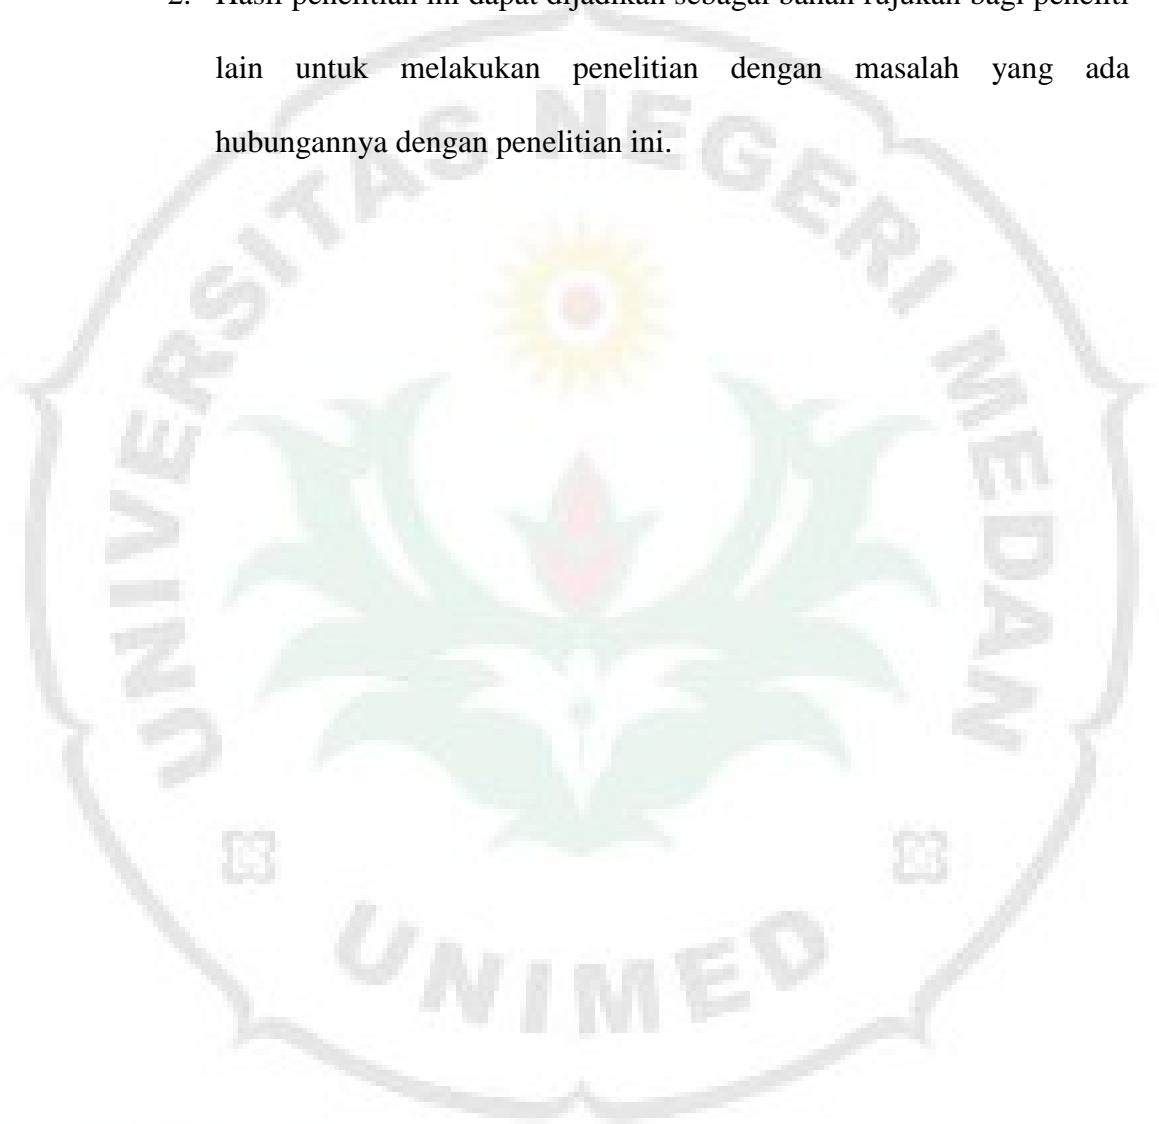 2. Hasil penelitian ini dapat dijadikan sebagai bahan rujukan bagi peneliti
lain untuk melakukan penelitian dengan masalah yang ada
hubungannya dengan penelitian ini.
UNIVERSITAS NEGERI MEDAN
UNIMED